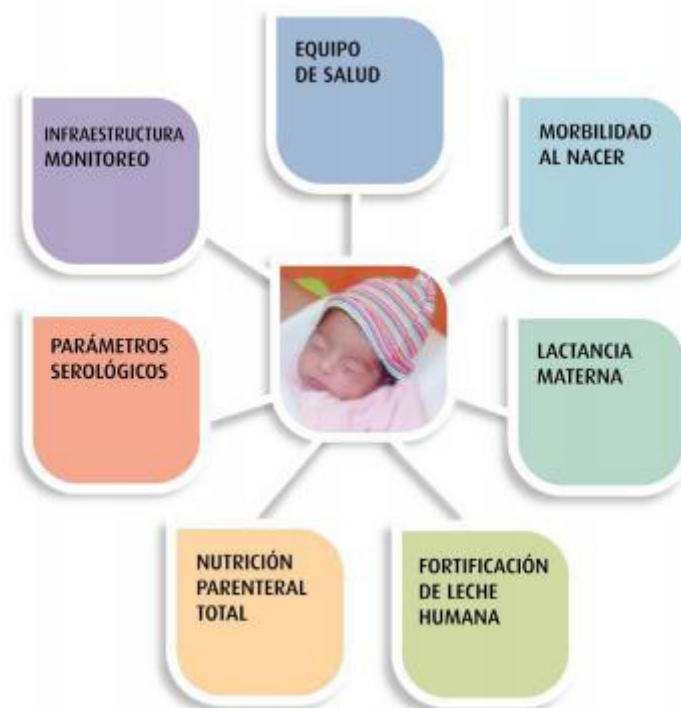 EQUIPO
DE SALUD
MORBILIDAD
AL NACER
LACTANCIA
MATERNA
FORTIFICACIÓN
DE LECHE
HUMANA
NUTRICIÓN
PARENTERAL
TOTAL
PARÁMETROS
SEROLÓGICOS
INFRAESTRUCTURA
MONITOREO